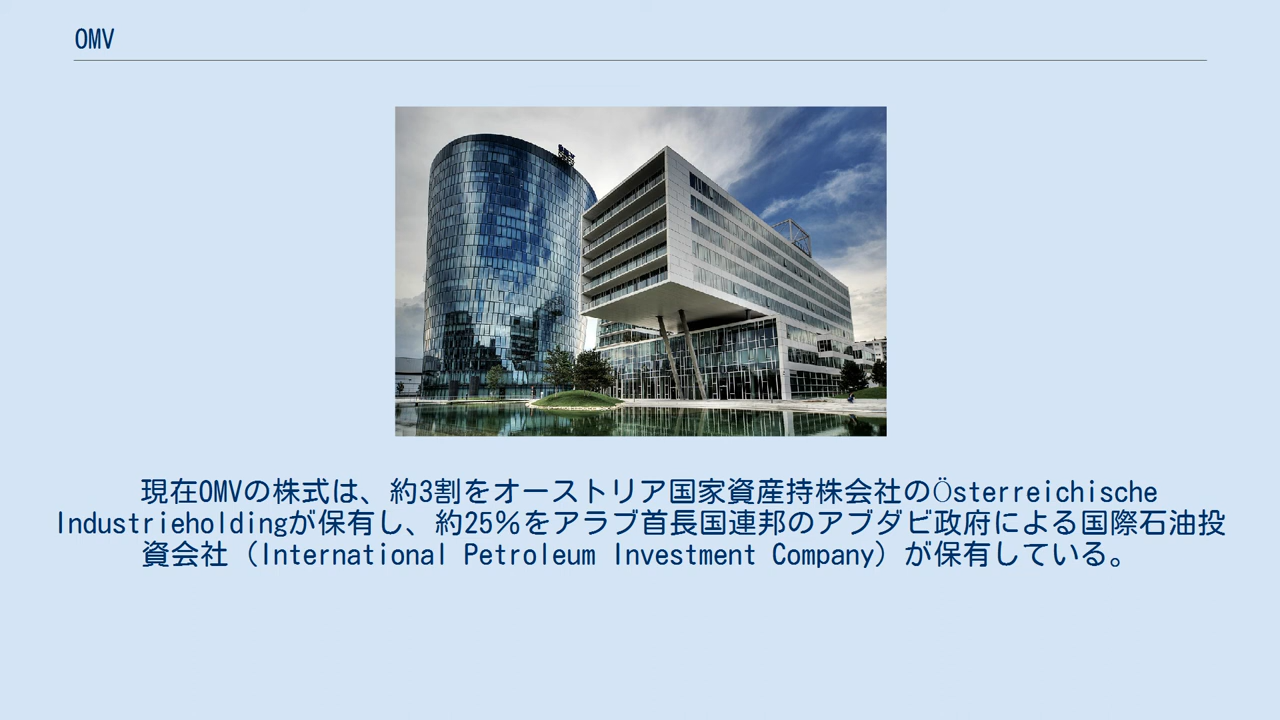 OMV
現在OMVの株式は、約3割をオーストリア国家資産持株会社のÖsterreichische
Industrieholdingが保有し、約25％をアラブ首長国連邦のアブダビ政府による国際石油投
資会社（International Petroleum Investment Company）が保有している。